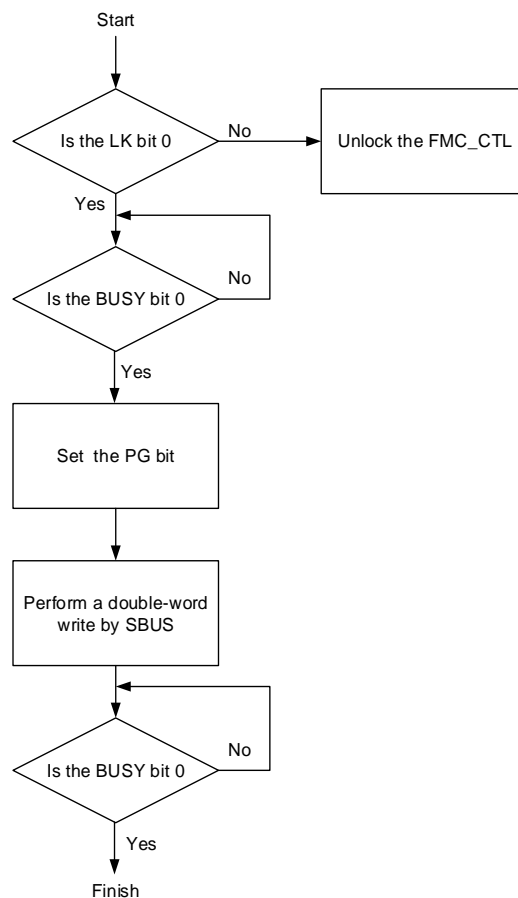 Start
Is the LK bit 0
No
Unlock the FMC_CTL
Yes
Is the BUSY bit 0
No
Yes
Set the PG bit
Perform a double-word
write by SBUS
Is the BUSY bit 0
No
Yes
Finish